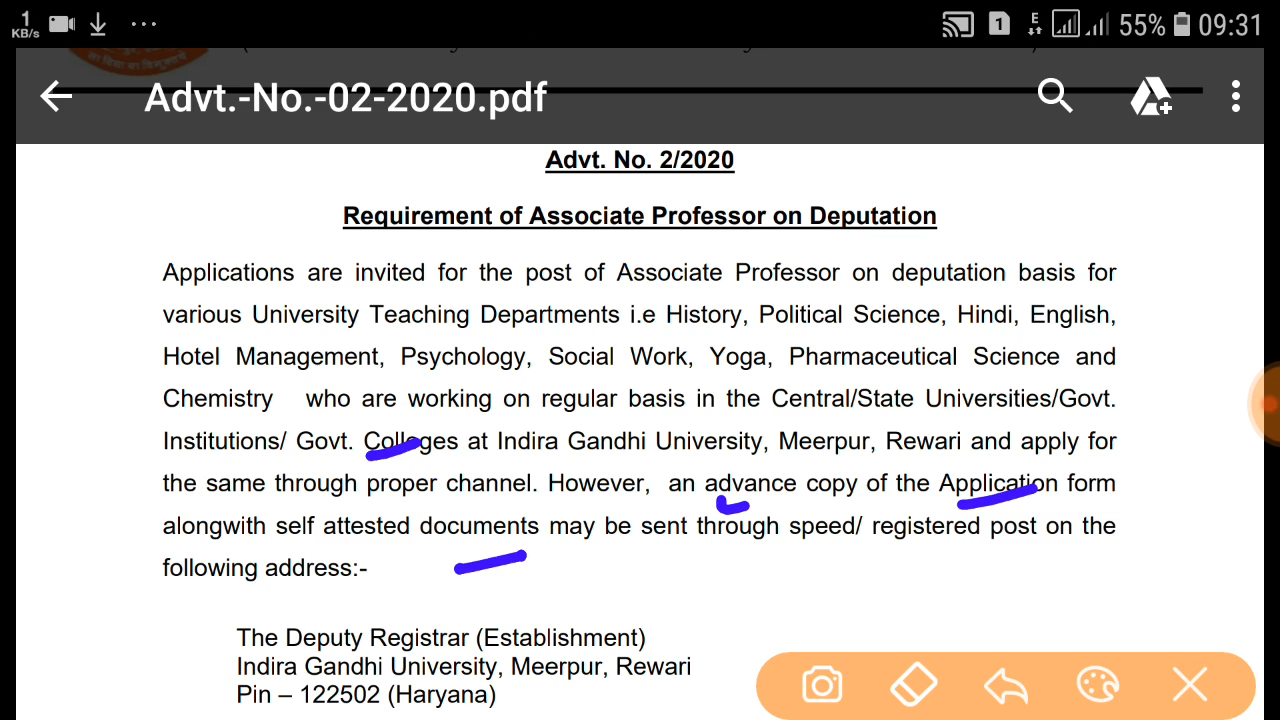 1 KB/s ... 1 E 55% 09:31
Advt.-No.-02-2020.pdf
Advt. No. 2/2020
Requirement of Associate Professor on Deputation
Applications are invited for the post of Associate Professor on deputation basis for
various University Teaching Departments i.e History, Political Science, Hindi, English,
Hotel Management, Psychology, Social Work, Yoga, Pharmaceutical Science and
Chemistry who are working on regular basis in the Central/State Universities/Govt.
Institutions/ Govt. Colleges at Indira Gandhi University, Meerpur, Rewari and apply for
the same through proper channel. However, an advance copy of the Application form
alongwith self attested documents may be sent through speed/ registered post on the
following address:-
The Deputy Registrar (Establishment)
Indira Gandhi University, Meerpur, Rewari
Pin – 122502 (Haryana)